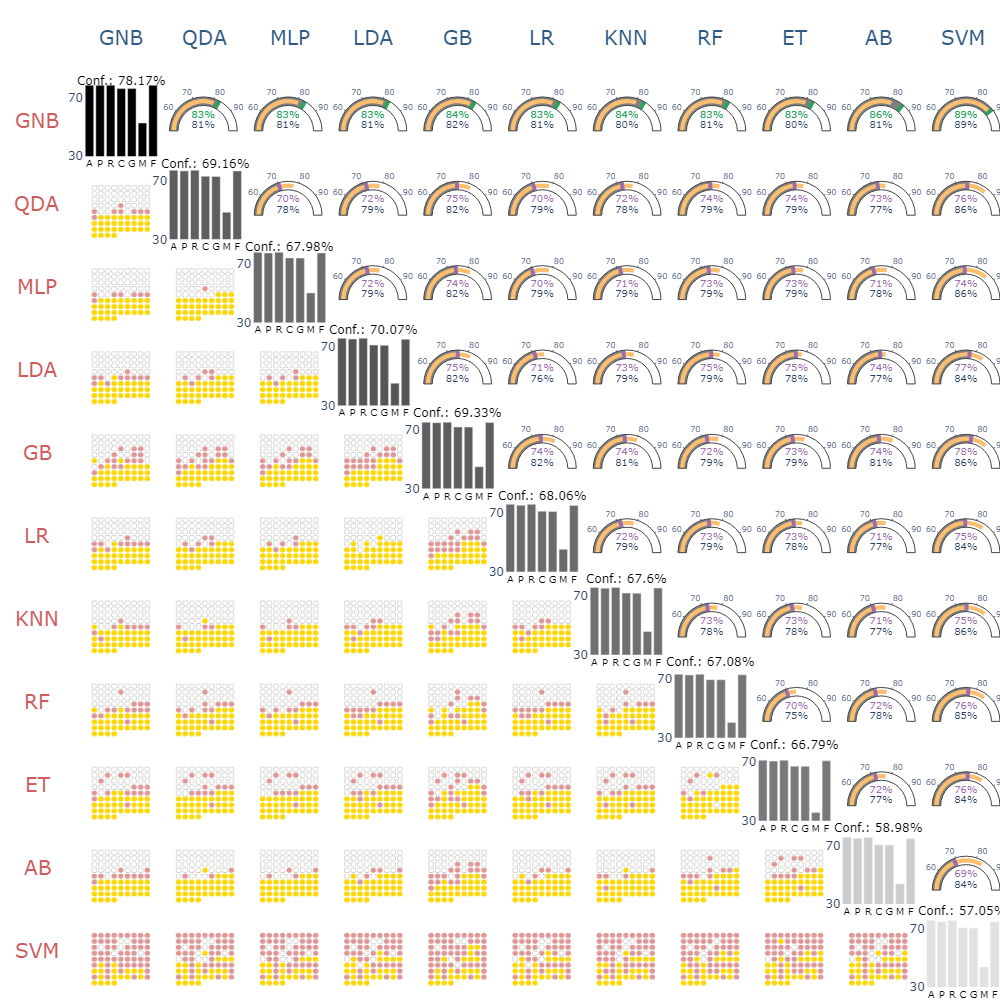 GNB QDA MLP LDA GB LR KNN RF ET AB SVM
Conf.: 78.17%
70 70 80 70 80 70 80 70 80 70 80 70 80 70 80 70 80 70 80 70 80
60 90 60 90 60 90 60 90 60 90 60 90 60 90 60 90 60 90 60
GNB 83% 83% 83% 84% 83% 84% 83% 83% 86% 89%
81% 81% 81% 82% 81% 80% 81% 80% 81% 89%
30
A P R C G M F
Conf.: 69.16%
70 70 80 70 80 70 80 70 80 70 80 70 80 70 80 70 80 70 80
60 90 60 90 60 90 60 90 60 90 60 90 60 90 60 90 60
QDA 70% 72% 75% 70% 72% 74% 74% 73% 76%
78% 79% 82% 79% 78% 79% 79% 77% 86%
30
A P R C G M F
Conf.: 67.98%
70 70 80 70 80 70 80 70 80 70 80 70 80 70 80 70 80
60 90 60 90 60 90 60 90 60 90 60 90 60 90 60
MLP 72% 74% 70% 71% 73% 73% 71% 74%
79% 82% 79% 79% 79% 79% 78% 86%
30
A P R C G M F
Conf.: 70.07%
70 70 80 70 80 70 80 70 80 70 80 70 80 70 80
60 90 60 90 60 90 60 90 60 90 60 90 60
LDA 75% 71% 73% 75% 75% 74% 77%
82% 76% 79% 79% 78% 77% 84%
30
A P R C G M F
Conf.: 69.33%
70 70 80 70 80 70 80 70 80 70 80 70 80
60 90 60 90 60 90 60 90 60 90 60
GB 74% 74% 72% 73% 74% 78%
82% 81% 79% 79% 81% 86%
30
A P R C G M F
Conf.: 68.06%
70 70 80 70 80 70 80 70 80 70 80
60 90 60 90 60 90 60 90 60
LR 72% 73% 73% 71% 75%
79% 79% 78% 77% 84%
30
A P R C G M F
Conf.: 67.6%
70 70 80 70 80 70 80 70 80
60 90 60 90 60 90 60
KNN 73% 73% 71% 75%
78% 78% 77% 86%
30
A P R C G M F
Conf.: 67.08%
70 70 80 70 80 70 80
60 90 60 90 60
RF 70% 72% 76%
75% 78% 85%
30
A P R C G M F
Conf.: 66.79%
70 70 80 70 80
60 90 60
ET 72% 76%
77% 84%
30
A P R C G M F
Conf.: 58.98%
70 70 80
60
AB 69%
84%
30
A P R C G M F
Conf.: 57.05%
70
SVM
30
A P R C G M F